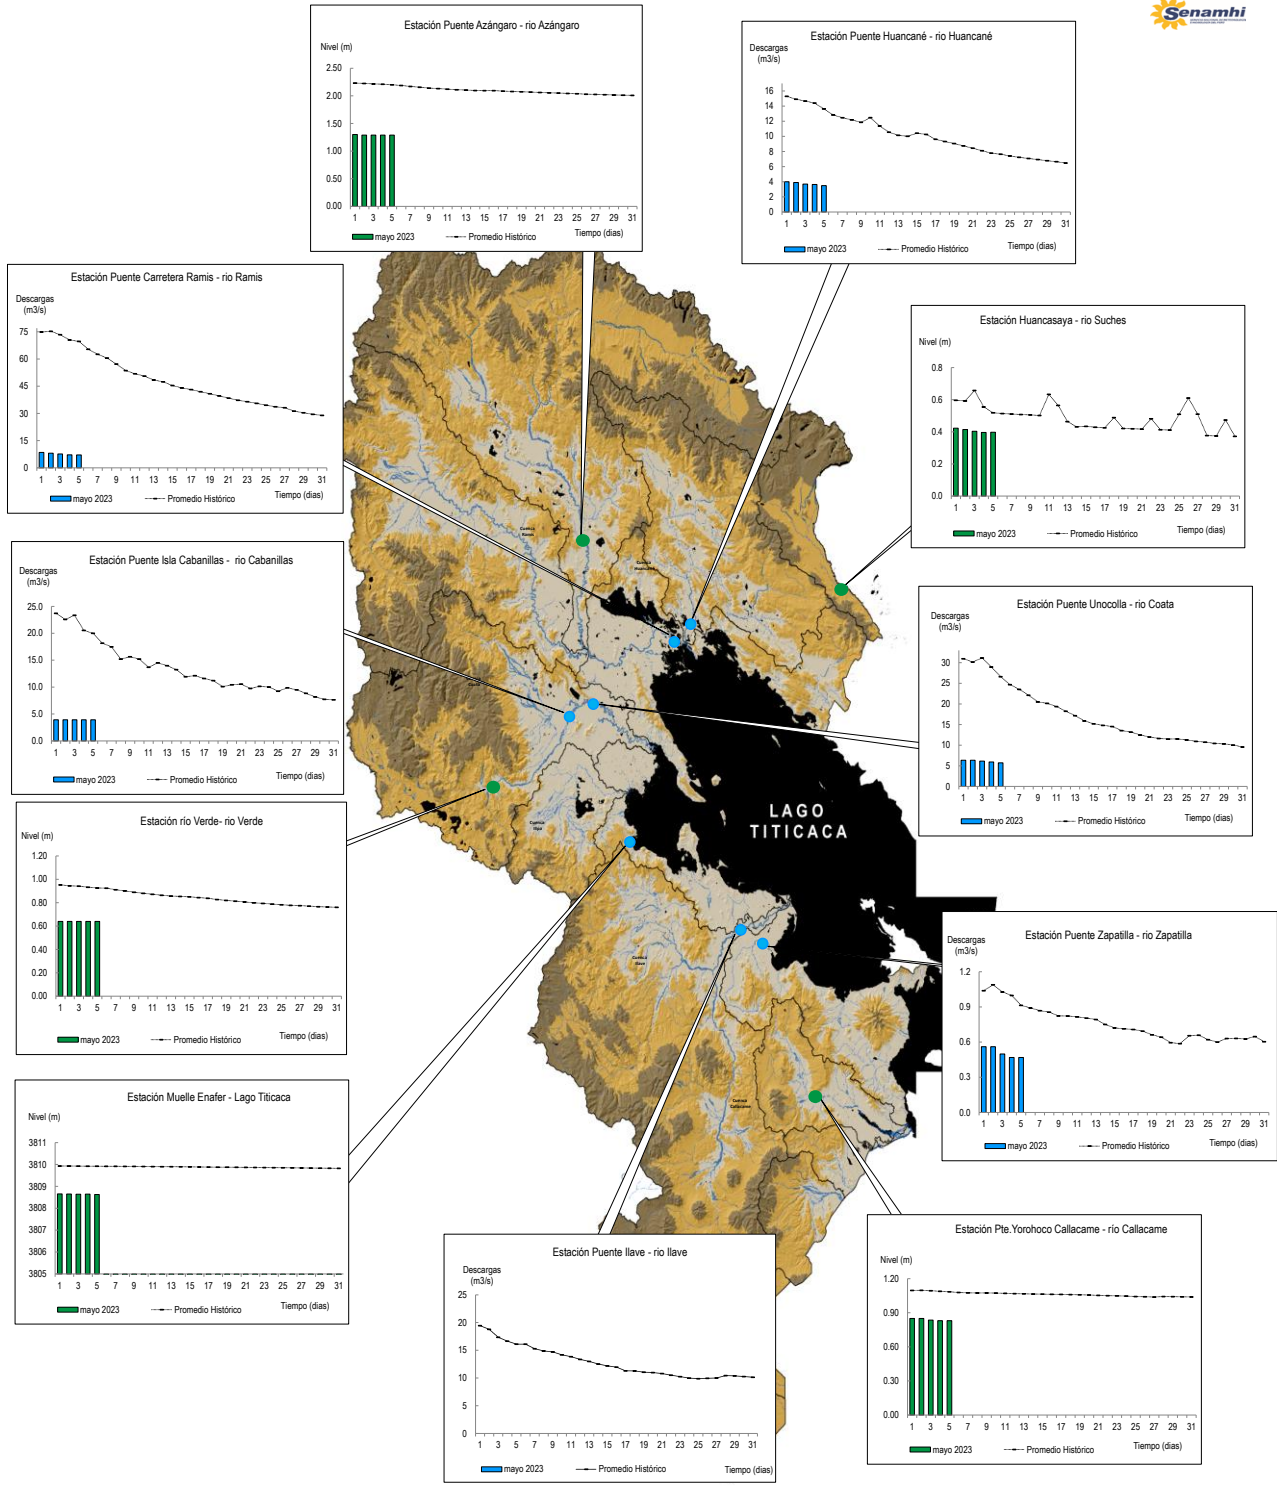 Senamhi
Estación Puente Azángaro - rio Azángaro
Nivel (m)
2.50
2.00
1.50
1.00
0.50
0.00
1 3 5 7 9 11 13 15 17 19 21 23 25 27 29 31
mayo 2023 Promedio Histórico Tiempo (dias)
Estación Puente Huancané - rio Huancané
Descargas
(m3/s)
16
14
12
10
8
6
4
2
0
1 3 5 7 9 11 13 15 17 19 21 23 25 27 29 31
mayo 2023 Promedio Histórico Tiempo (dias)
Estación Puente Carretera Ramis - rio Ramis
Descargas
(m3/s)
75
60
45
30
15
0
1 3 5 7 9 11 13 15 17 19 21 23 25 27 29 31
mayo 2023 Promedio Histórico Tiempo (dias)
Estación Huancasaya - rio Suches
Nivel (m)
0.8
0.6
0.4
0.2
0.0
1 3 5 7 9 11 13 15 17 19 21 23 25 27 29 31
mayo 2023 Promedio Histórico Tiempo (dias)
Estación Puente Isla Cabanillas - rio Cabanillas
Descargas
(m3/s)
25.0
20.0
15.0
10.0
5.0
0.0
1 3 5 7 9 11 13 15 17 19 21 23 25 27 29 31
mayo 2023 Promedio Histórico Tiempo (dias)
Estación Puente Unocolla - rio Coata
Descargas
(m3/s)
30
25
20
15
10
5
0
1 3 5 7 9 11 13 15 17 19 21 23 25 27 29 31
mayo 2023 Promedio Histórico Tiempo (dias)
Cuenca
Ramis
Cuenca
Huancané
Cuenca
Illpa
Cuenca
Ilave
Cuenca
Callacame
LAGO
TITICACA
Estación río Verde- rio Verde
Nivel (m)
1.20
1.00
0.80
0.60
0.40
0.20
0.00
1 3 5 7 9 11 13 15 17 19 21 23 25 27 29 31
mayo 2023 Promedio Histórico Tiempo (dias)
Estación Puente Zapatilla - rio Zapatilla
Descargas
(m3/s)
1.2
0.9
0.6
0.3
0.0
1 3 5 7 9 11 13 15 17 19 21 23 25 27 29 31
mayo 2023 Promedio Histórico Tiempo (dias)
Estación Muelle Enafer - Lago Titicaca
Nivel (m)
3811
3810
3809
3808
3807
3806
3805
1 3 5 7 9 11 13 15 17 19 21 23 25 27 29 31
mayo 2023 Promedio Histórico Tiempo (dias)
Estación Puente Ilave - rio Ilave
Descargas
(m3/s)
25
20
15
10
5
0
1 3 5 7 9 11 13 15 17 19 21 23 25 27 29 31
mayo 2023 Promedio Histórico Tiempo (dias)
Estación Pte.Yorohoco Callacame - río Callacame
Nivel (m)
1.20
0.90
0.60
0.30
0.00
1 3 5 7 9 11 13 15 17 19 21 23 25 27 29 31
mayo 2023 Promedio Histórico Tiempo (dias)